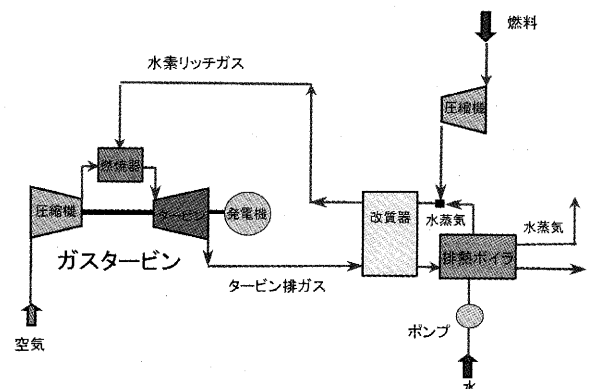 燃料
水素リッチガス
圧縮機
燃焼器
圧縮機
タービン
発電機
改質器
水蒸気
水蒸気
排熱ボイラ
ガスタービン
タービン排ガス
ポンプ
空気
水